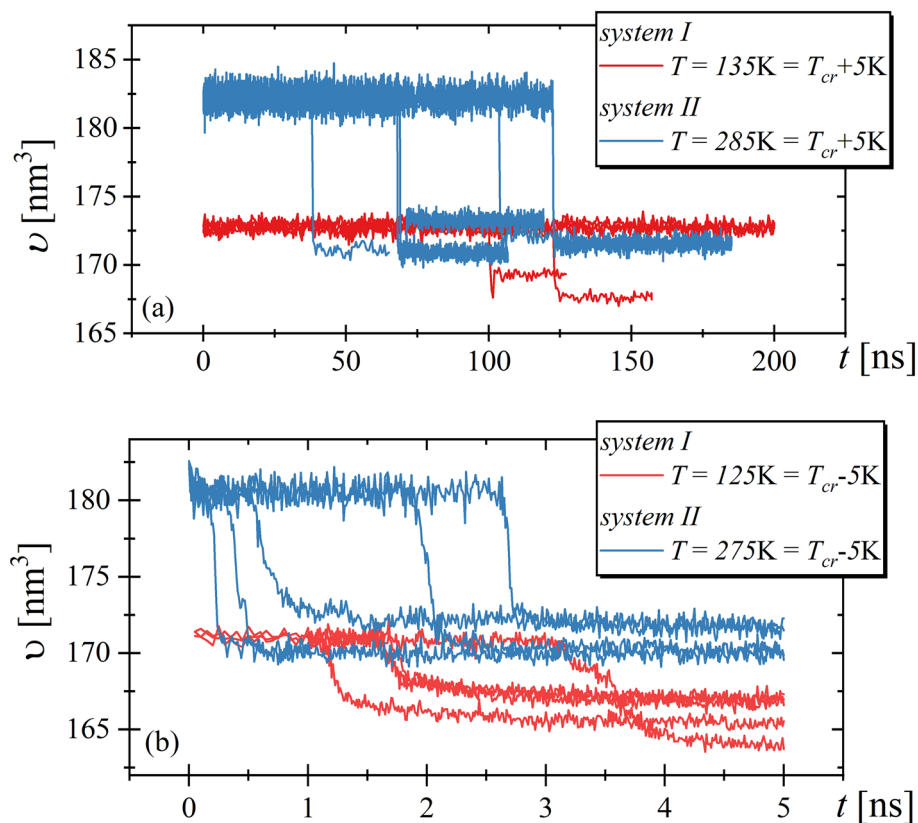 system I
T = 135K = Tcr+5K
system II
T = 285K = Tcr+5K
185
180
175
170
165
υ [nm³]
(a)
0 50 100 150 200
t [ns]
system I
T = 125K = Tcr-5K
system II
T = 275K = Tcr-5K
180
175
170
165
υ [nm³]
(b)
0 1 2 3 4 5
t [ns]